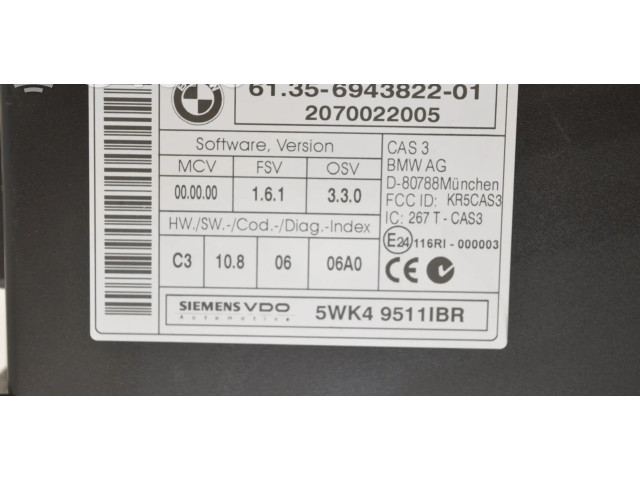 61.35-6943822-01
2070022005
Software, Version
MCV FSV OSV
00.00.00 1.6.1 3.3.0
HW./SW.-/Cod.-/Diag.-Index
C3 10.8 06 06A0
CAS 3
BMW AG
D-80788München
FCC ID: KR5CAS3
IC: 267 T - CAS3
E24 116RI - 000003
CE
SIEMENS VDO
Automotive
5WK4 9511IBR